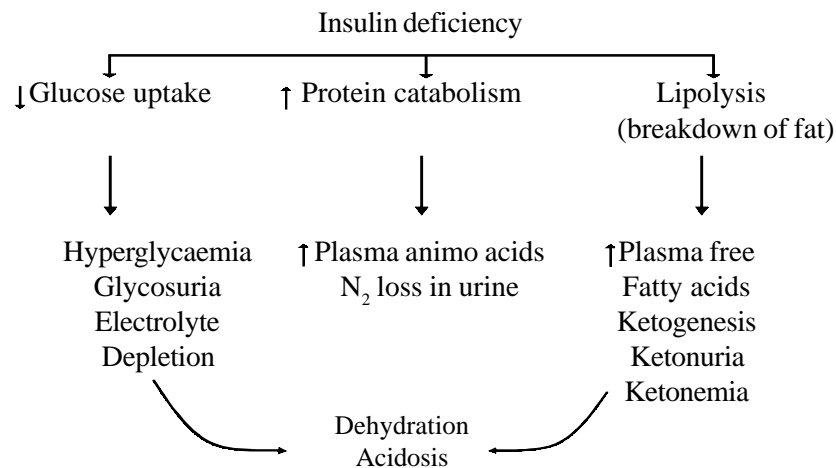 Insulin deficiency
↓Glucose uptake
↑ Protein catabolism
Lipolysis
(breakdown of fat)
Hyperglycaemia
Glycosuria
Electrolyte
Depletion
↑Plasma animo acids
N₂ loss in urine
↑Plasma free
Fatty acids
Ketogenesis
Ketonuria
Ketonemia
Dehydration
Acidosis